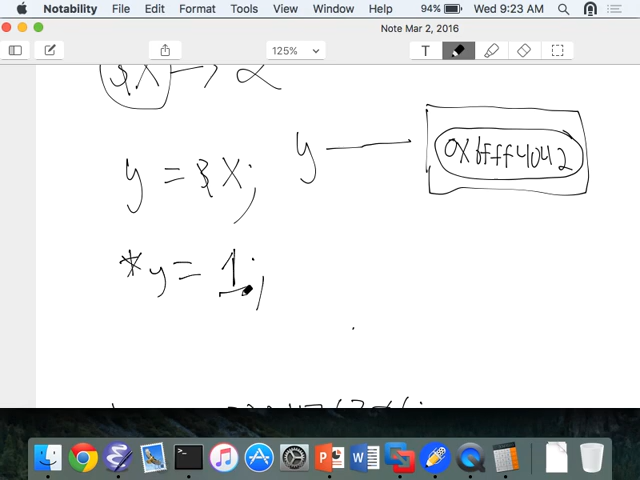 Notability File Edit Format Tools View Window Help 94% Wed 9:23 AM
Note Mar 2, 2016
125% T
&X → 2
y 0xbfff4042
y = &X;
*y = 1;